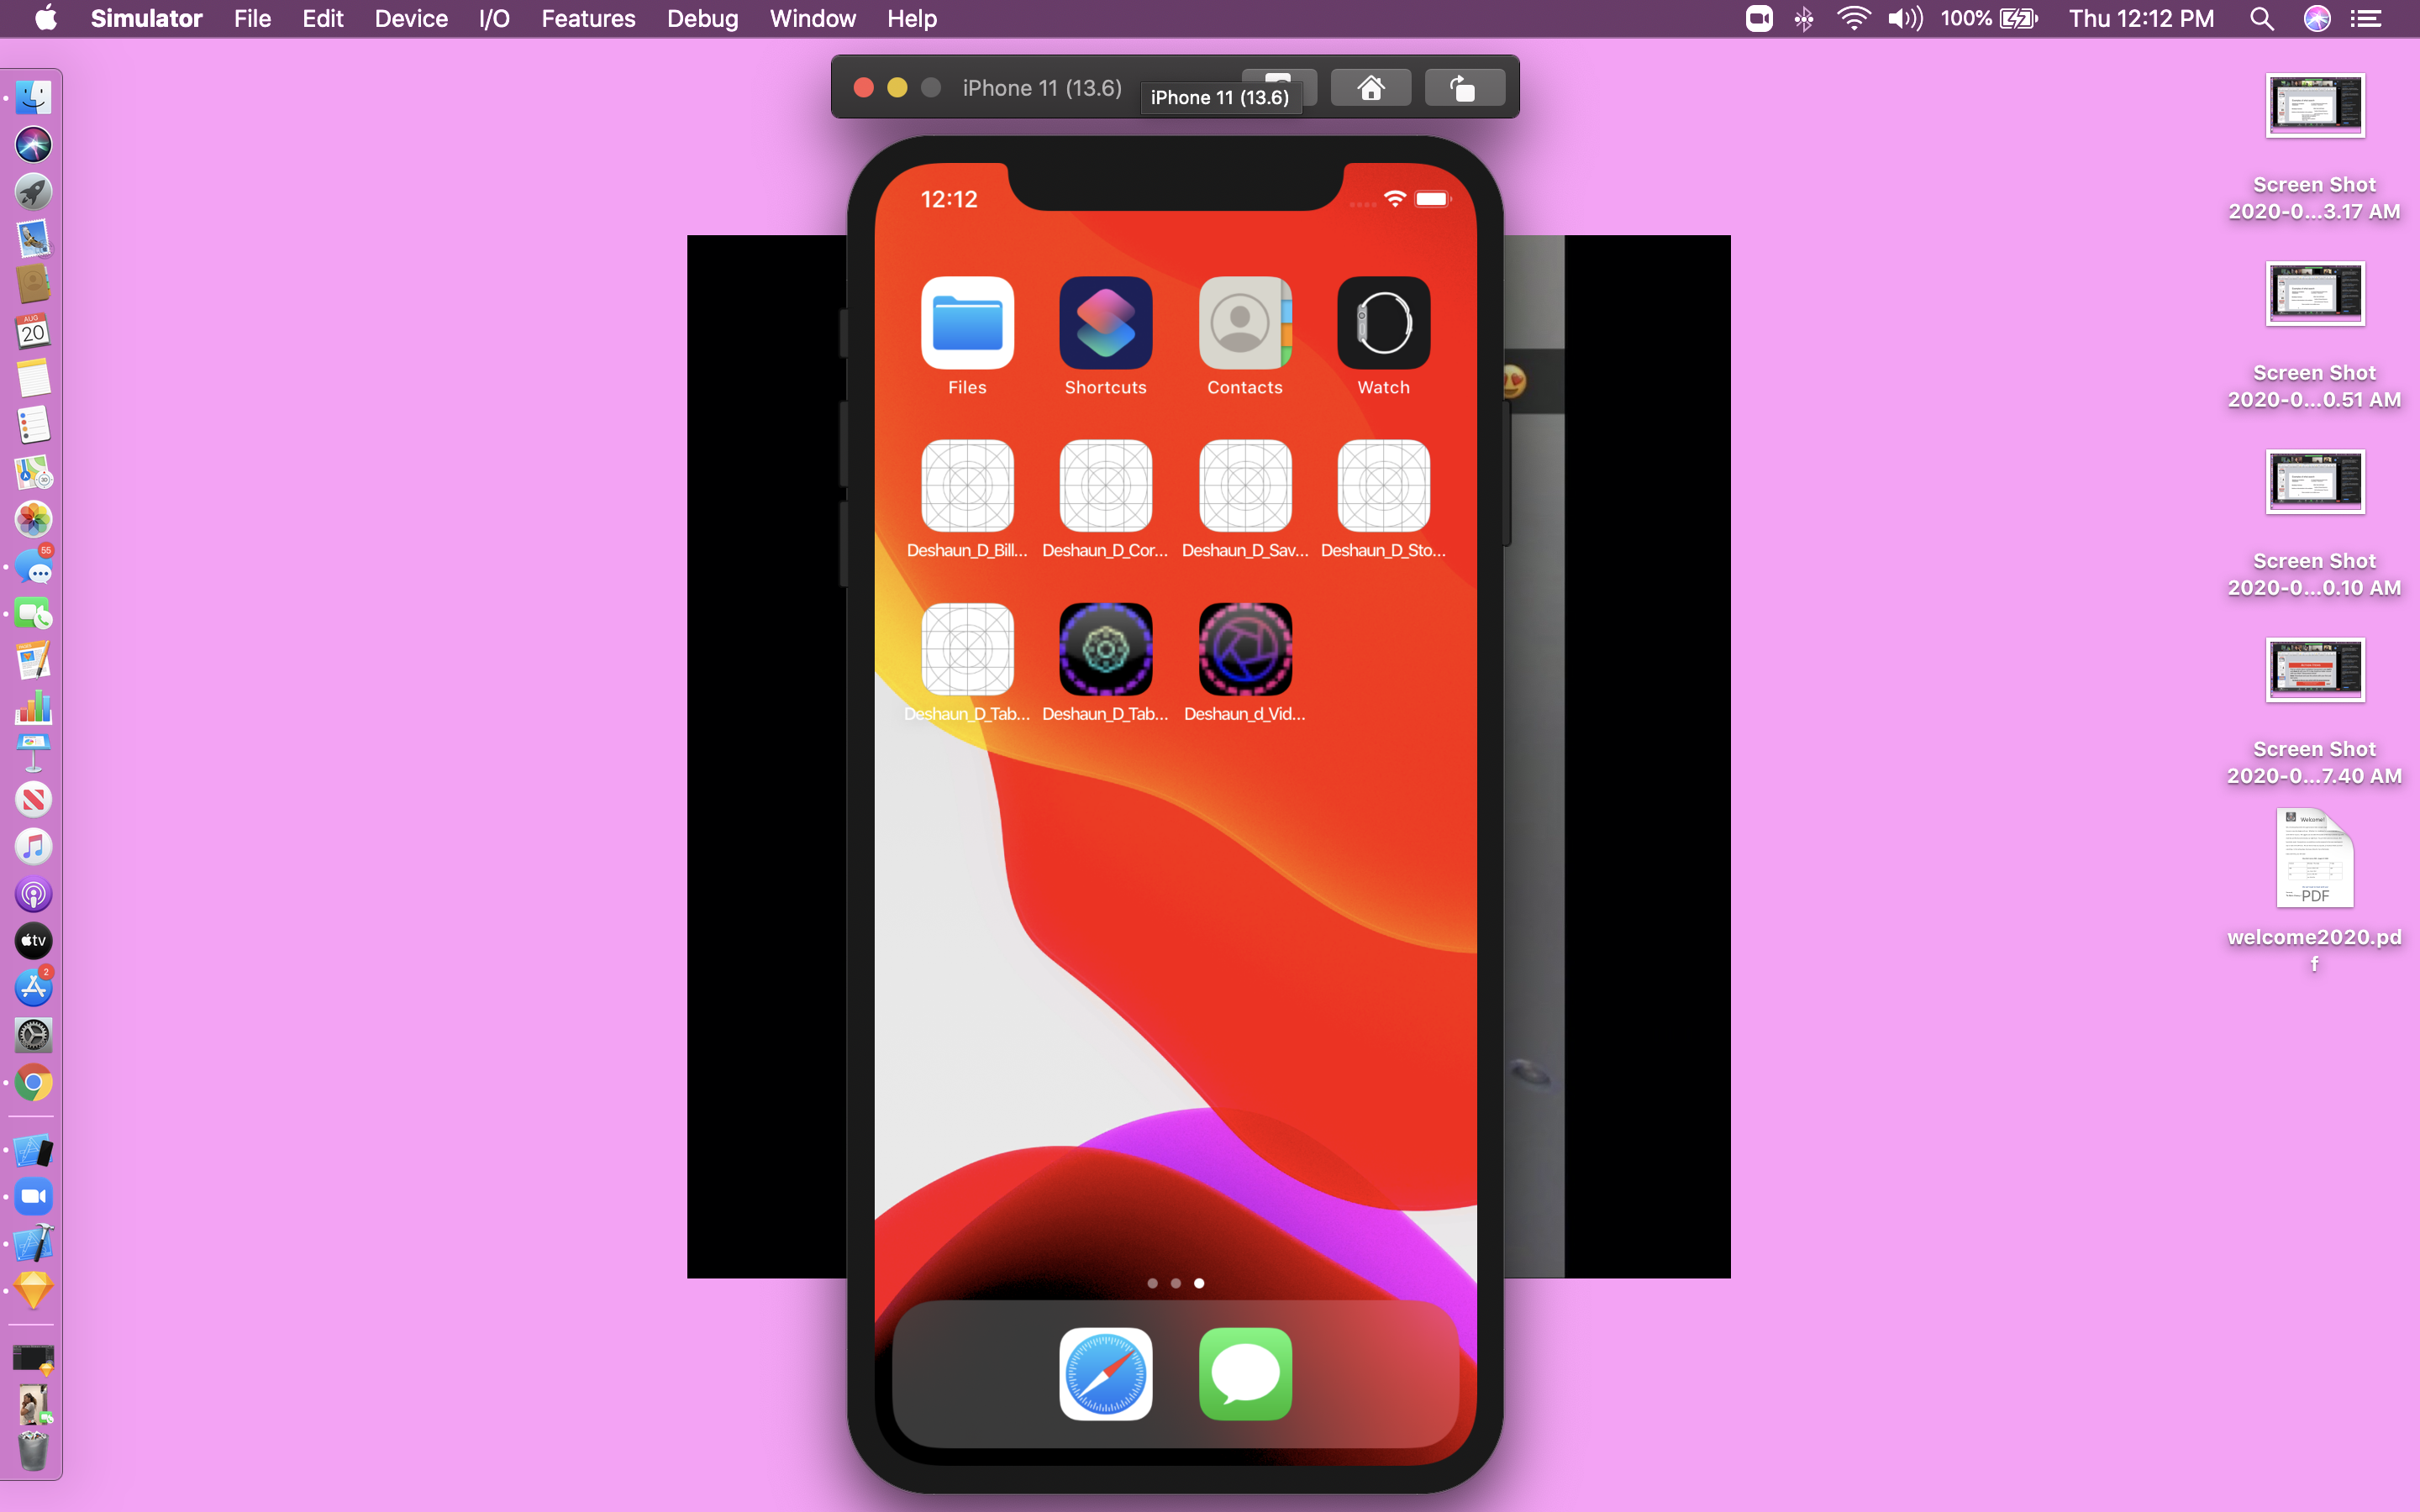 Simulator File Edit Device I/O Features Debug Window Help
100% Thu 12:12 PM
iPhone 11 (13.6)
iPhone 11 (13.6)
12:12
Files Shortcuts Contacts Watch
Deshaun_D_Bill... Deshaun_D_Cor... Deshaun_D_Sav... Deshaun_D_Sto...
Deshaun_D_Tab... Deshaun_D_Tab... Deshaun_d_Vid...
AUG
20
55
tv
2
Screen Shot
2020-0...3.17 AM
Screen Shot
2020-0...0.51 AM
Screen Shot
2020-0...0.10 AM
Screen Shot
2020-0...7.40 AM
Welcome!
PDF
welcome2020.pd
f